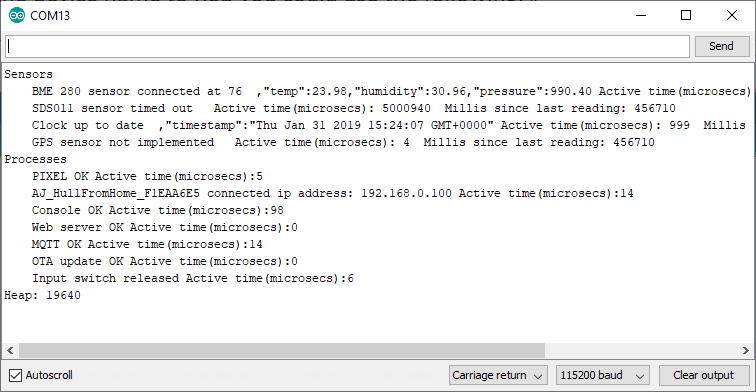 COM13
Send
Sensors
BME 280 sensor connected at 76 ,"temp":23.98,"humidity":30.96,"pressure":990.40 Active time(microsecs)
SDS011 sensor timed out Active time(microsecs): 5000940 Millis since last reading: 456710
Clock up to date ,"timestamp":"Thu Jan 31 2019 15:24:07 GMT+0000" Active time(microsecs): 999 Millis
GPS sensor not implemented Active time(microsecs): 4 Millis since last reading: 456710
Processes
PIXEL OK Active time(microsecs):5
AJ_HullFromHome_F1EAA6E5 connected ip address: 192.168.0.100 Active time(microsecs):14
Console OK Active time(microsecs):98
Web server OK Active time(microsecs):0
MQTT OK Active time(microsecs):14
OTA update OK Active time(microsecs):0
Input switch released Active time(microsecs):6
Heap: 19640
Autoscroll
Carriage return
115200 baud
Clear output